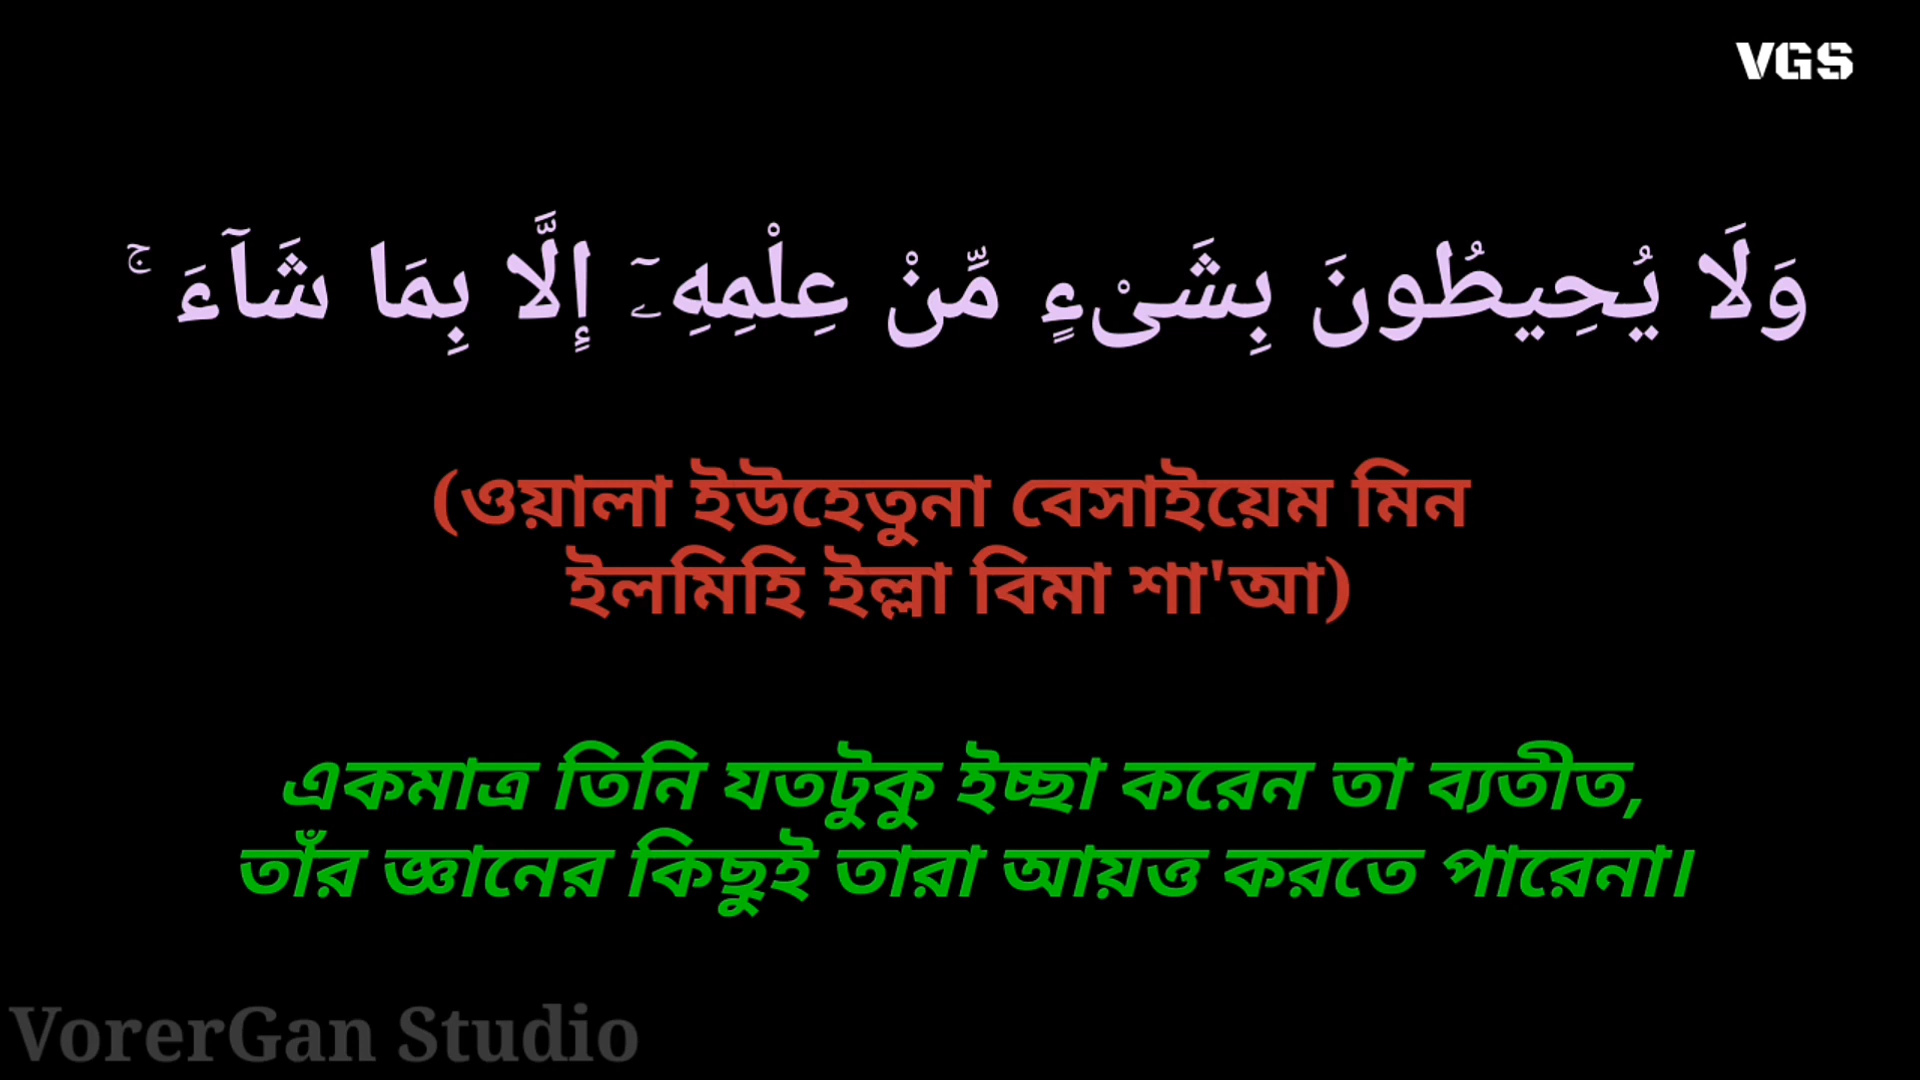 VGS
وَلَا يُحِيطُونَ بِشَىْءٍ مِّنْ عِلْمِهِۦٓ إِلَّا بِمَا شَآءَ ۚ
(ওয়ালা ইউহেতুনা বেসাইয়েম মিন
ইলমিহি ইল্লা বিমা শা'আ)
একমাত্র তিনি যতটুকু ইচ্ছা করেন তা ব্যতীত,
তাঁর জ্ঞানের কিছুই তারা আয়ত্ত করতে পারেনা।
VorerGan Studio